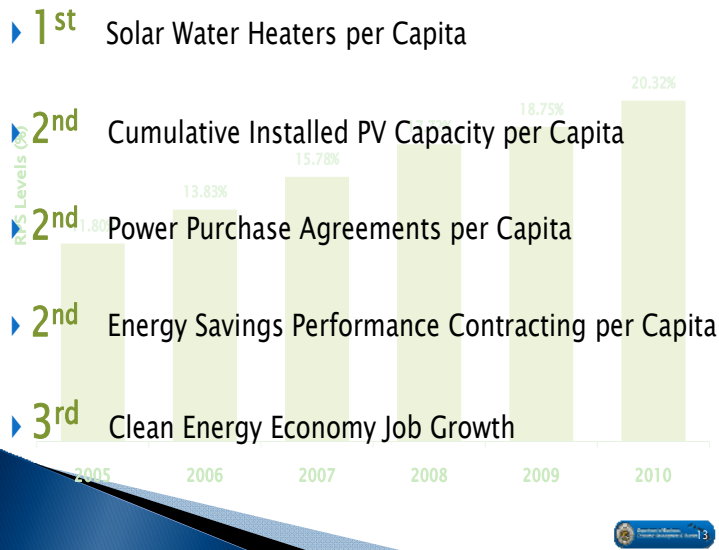 1st Solar Water Heaters per Capita
20.32%
18.75%
2nd Cumulative Installed PV Capacity per Capita
15.78%
13.83%
RPS Levels (%)
2nd Power Purchase Agreements per Capita
2nd Energy Savings Performance Contracting per Capita
3rd Clean Energy Economy Job Growth
2005 2006 2007 2008 2009 2010
13